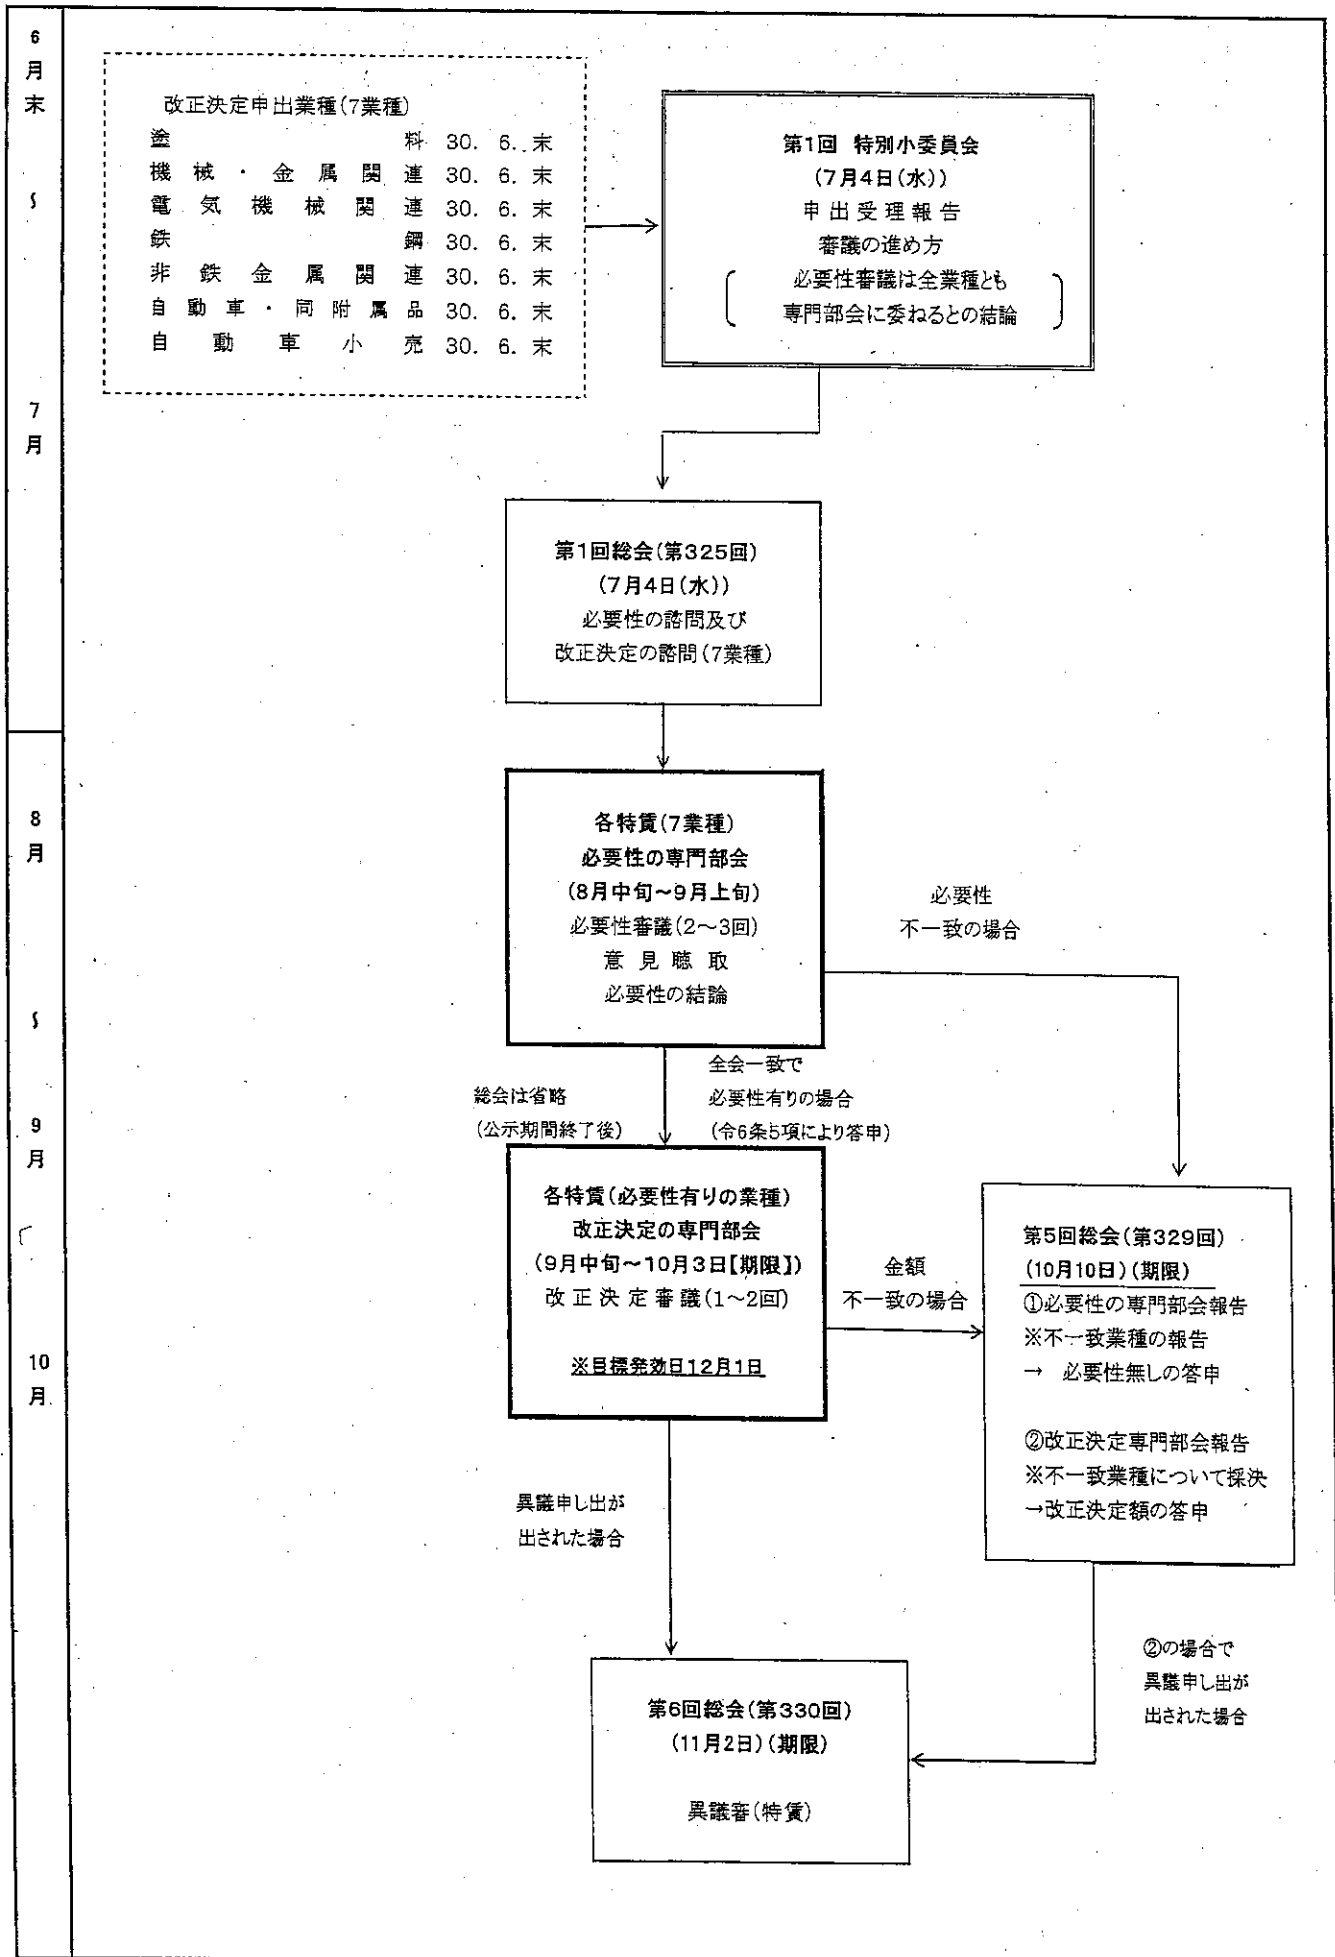 6
月
末
～
7
月
改正決定申出業種(7業種)
塗料 30. 6. 末
機械・金属関連 30. 6. 末
電気機械関連 30. 6. 末
鉄鋼 30. 6. 末
非鉄金属関連 30. 6. 末
自動車・同附属品 30. 6. 末
自動車小売 30. 6. 末
第1回 特別小委員会
(7月4日(水))
申出受理報告
審議の進め方
必要性審議は全業種とも
専門部会に委ねるとの結論
第1回総会(第325回)
(7月4日(水))
必要性の諮問及び
改正決定の諮問(7業種)
8
月
～
9
月
10
月
各特賃(7業種)
必要性の専門部会
(8月中旬～9月上旬)
必要性審議(2～3回)
意見聴取
必要性の結論
必要性
不一致の場合
総会は省略
(公示期間終了後)
全会一致で
必要性有りの場合
(令6条5項により答申)
各特賃(必要性有りの業種)
改正決定の専門部会
(9月中旬～10月3日【期限】)
改正決定審議(1～2回)
※目標発効日12月1日
金額
不一致の場合
第5回総会(第329回)
(10月10日)(期限)
①必要性の専門部会報告
※不一致業種の報告
→ 必要性無しの答申
②改正決定専門部会報告
※不一致業種について採決
→改正決定額の答申
異議申し出が
出された場合
②の場合で
異議申し出が
出された場合
第6回総会(第330回)
(11月2日)(期限)
異議審(特賃)